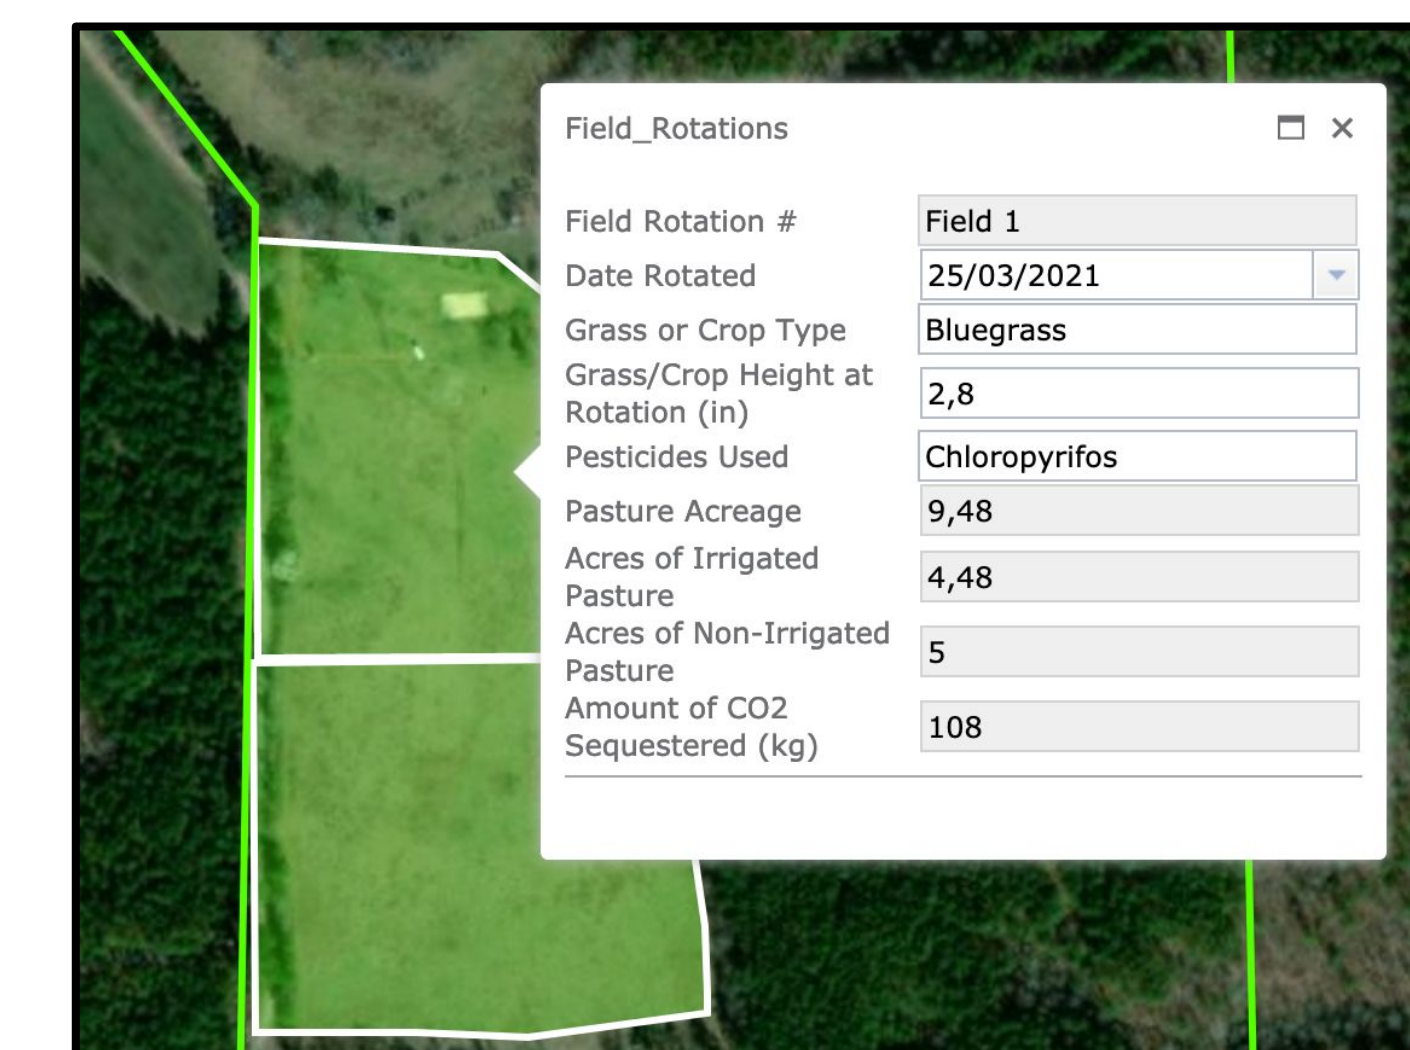 Field_Rotations
Field Rotation # Field 1
Date Rotated 25/03/2021
Grass or Crop Type Bluegrass
Grass/Crop Height at
Rotation (in) 2,8
Pesticides Used Chloropyrifos
Pasture Acreage 9,48
Acres of Irrigated
Pasture 4,48
Acres of Non-Irrigated
Pasture 5
Amount of CO2
Sequestered (kg) 108